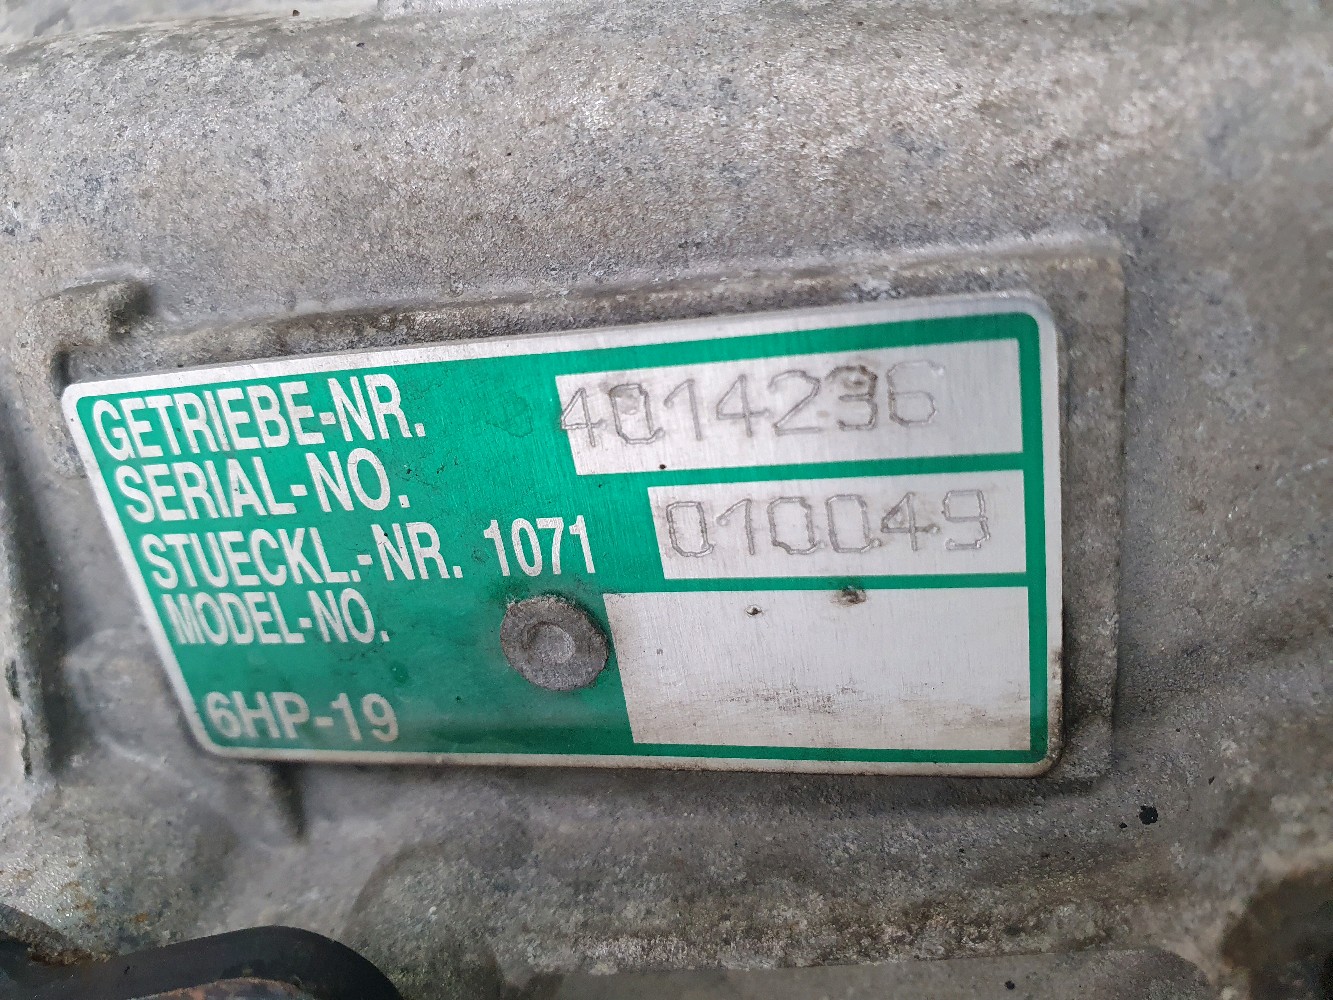 GETRIEBE-NR. 4014236
SERIAL-NO.
STUECKL.-NR. 1071 010049
MODEL-NO.
6HP-19